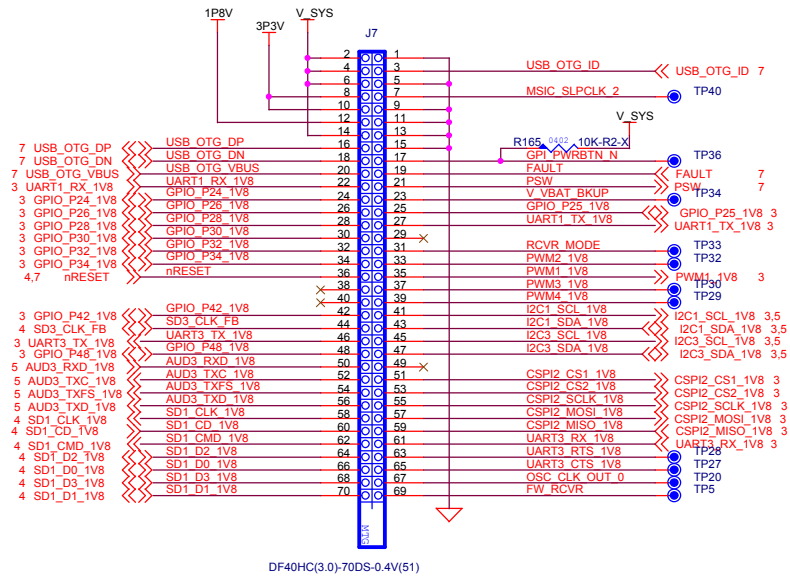 1P8V
3P3V
V_SYS
J7
2 1
4 3 USB_OTG_ID USB_OTG_ID 7
6 5
8 7 MSIC_SLPCLK_2 TP40
10 9
12 11
14 13
V_SYS
R165 0402 10K-R2-X
7 USB_OTG_DP USB_OTG_DP 16 15
7 USB_OTG_DN USB_OTG_DN 18 17 GPI_PWRBTN_N TP36
7 USB_OTG_VBUS USB_OTG_VBUS 20 19 FAULT FAULT 7
3 UART1_RX_1V8 UART1_RX_1V8 22 21 PSW PSW 7
3 GPIO_P24_1V8 GPIO_P24_1V8 24 23 V_VBAT_BKUP TP34
3 GPIO_P26_1V8 GPIO_P26_1V8 26 25 GPIO_P25_1V8 GPIO_P25_1V8 3
3 GPIO_P28_1V8 GPIO_P28_1V8 28 27 UART1_TX_1V8 UART1_TX_1V8 3
3 GPIO_P30_1V8 GPIO_P30_1V8 30 29
3 GPIO_P32_1V8 GPIO_P32_1V8 32 31 RCVR_MODE TP33
3 GPIO_P34_1V8 GPIO_P34_1V8 34 33 PWM2_1V8 TP32
4,7 nRESET nRESET 36 35 PWM1_1V8 PWM1_1V8 3
38 37 PWM3_1V8 TP30
40 39 PWM4_1V8 TP29
3 GPIO_P42_1V8 GPIO_P42_1V8 42 41 I2C1_SCL_1V8 I2C1_SCL_1V8 3,5
4 SD3_CLK_FB SD3_CLK_FB 44 43 I2C1_SDA_1V8 I2C1_SDA_1V8 3,5
3 UART3_TX_1V8 UART3_TX_1V8 46 45 I2C3_SCL_1V8 I2C3_SCL_1V8 3,5
3 GPIO_P48_1V8 GPIO_P48_1V8 48 47 I2C3_SDA_1V8 I2C3_SDA_1V8 3,5
5 AUD3_RXD_1V8 AUD3_RXD_1V8 50 49
5 AUD3_TXC_1V8 AUD3_TXC_1V8 52 51 CSPI2_CS1_1V8 CSPI2_CS1_1V8 3
5 AUD3_TXFS_1V8 AUD3_TXFS_1V8 54 53 CSPI2_CS2_1V8 CSPI2_CS2_1V8 3
5 AUD3_TXD_1V8 AUD3_TXD_1V8 56 55 CSPI2_SCLK_1V8 CSPI2_SCLK_1V8 3
4 SD1_CLK_1V8 SD1_CLK_1V8 58 57 CSPI2_MOSI_1V8 CSPI2_MOSI_1V8 3
4 SD1_CD_1V8 SD1_CD_1V8 60 59 CSPI2_MISO_1V8 CSPI2_MISO_1V8 3
4 SD1_CMD_1V8 SD1_CMD_1V8 62 61 UART3_RX_1V8 UART3_RX_1V8 3
4 SD1_D2_1V8 SD1_D2_1V8 64 63 UART3_RTS_1V8 TP28
4 SD1_D0_1V8 SD1_D0_1V8 66 65 UART3_CTS_1V8 TP27
4 SD1_D3_1V8 SD1_D3_1V8 68 67 OSC_CLK_OUT_0 TP20
4 SD1_D1_1V8 SD1_D1_1V8 70 69 FW_RCVR TP5
MTG
DF40HC(3.0)-70DS-0.4V(51)